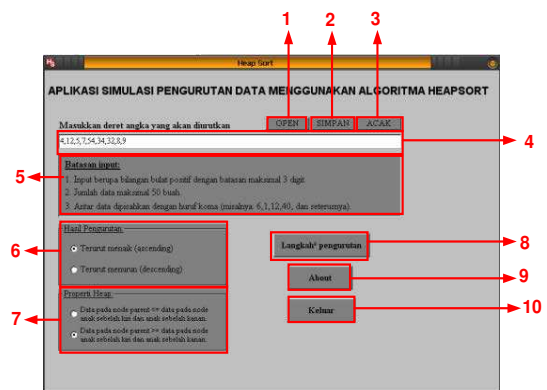 1
2
3
HS
Heap Sort
APLIKASI SIMULASI PENGURUTAN DATA MENGGUNAKAN ALGORITMA HEAPSORT
Masukkan deret angka yang akan diurutkan
OPEN
SIMPAN
ACAK
4,12,5,7,54,34,32,8,9
4
Batasan input:
5
1. Input berupa bilangan bulat positif dengan batasan maksimal 3 digit
2. Jumlah data maksimal 50 buah
3. Antar data dipisahkan dengan huruf koma (misalnya: 6,1,12,40, dan seterusnya)
Hasil Pengurutan
6
Terurut menaik (ascending)
Terurut menurun (descending)
Langkah² pengurutan
8
About
9
Keluar
10
Properti Heap
7
Data pada node parent <= data pada node
anak sebelah kiri dan anak sebelah kanan.
Data pada node parent >= data pada node
anak sebelah kiri dan anak sebelah kanan.